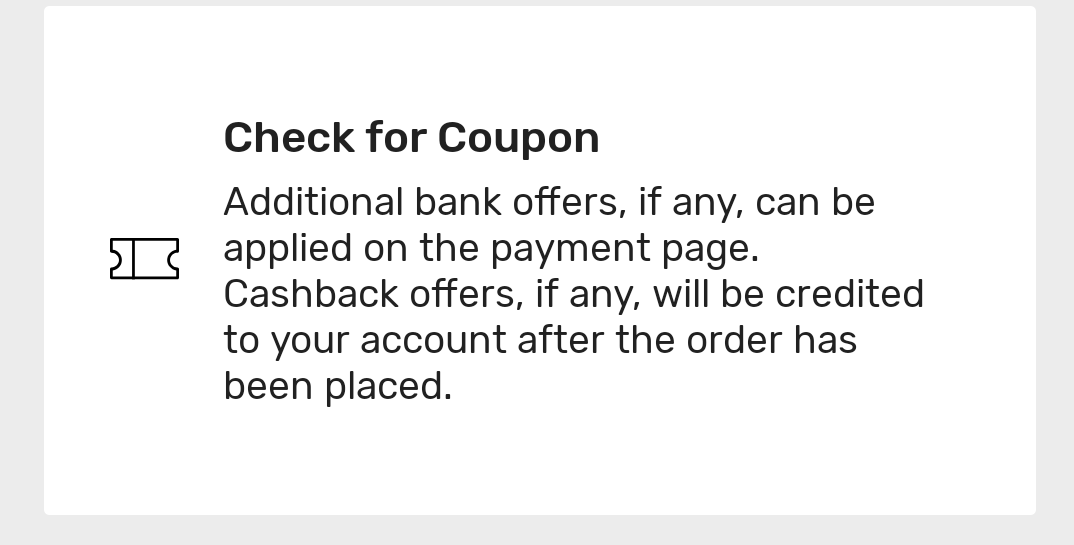 Check for Coupon
Additional bank offers, if any, can be
applied on the payment page.
Cashback offers, if any, will be credited
to your account after the order has
been placed.